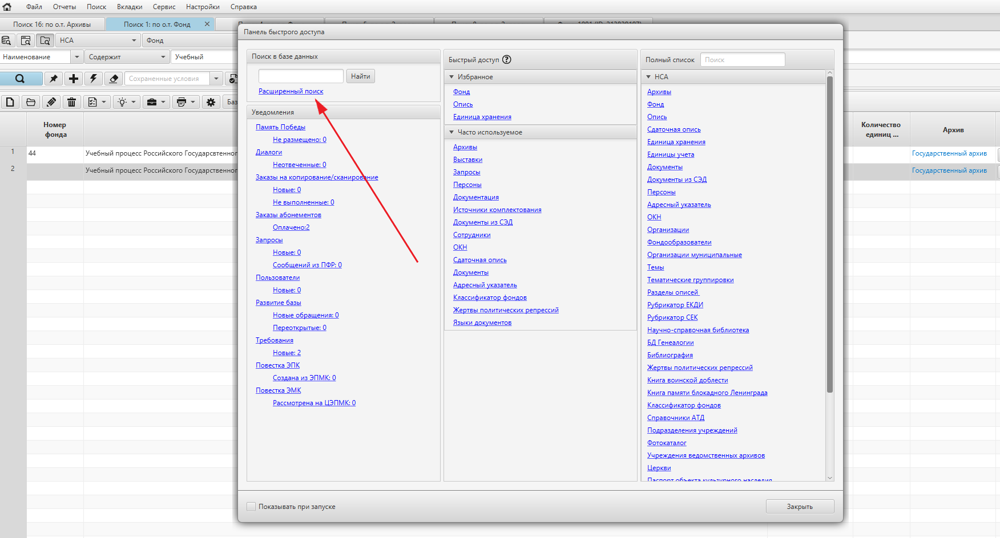 Файл Отчеты Поиск Вкладки Сервис Настройки Справка
Поиск 16: по о.т. Архивы
Поиск 1: по о.т. Фонд
НСА
Фонд
Наименование
Содержит
Учебный
Сохраненные условия
Баз
Номер фонда
Количество единиц ...
Архив
1
44
Учебный процесс Российского Государсвтенног
Государственный архив
2
Учебный процесс Российского Государственног
Государственный архив
Панель быстрого доступа
Поиск в базе данных
Найти
Расширенный поиск
Уведомления
Память Победы
Не размещено: 0
Диалоги
Неотвеченные: 0
Заказы на копирование/сканирование
Новые: 0
Не выполненные: 0
Заказы абонементов
Оплачено:2
Запросы
Новые: 0
Сообщений из ПФР: 0
Пользователи
Новые: 0
Развитие базы
Новые обращения: 0
Переоткрытые: 0
Требования
Новые: 2
Повестка ЭПК
Создана из ЭПМК: 0
Повестка ЭМК
Рассмотрена на ЦЭПМК: 0
Быстрый доступ ?
Избранное
Фонд
Опись
Единица хранения
Часто используемое
Архивы
Выставки
Запросы
Персоны
Документация
Источники комплектования
Документы из СЭД
Сотрудники
ОКН
Сдаточная опись
Документы
Адресный указатель
Классификатор фондов
Жертвы политических репрессий
Языки документов
Полный список
Поиск
НСА
Архивы
Фонд
Опись
Сдаточная опись
Единица хранения
Единицы учета
Документы
Документы из СЭД
Персоны
Адресный указатель
ОКН
Организации
Фондообразователи
Организации муниципальные
Темы
Тематические группировки
Разделы описей
Рубрикатор ЕКДИ
Рубрикатор СЕК
Научно-справочная библиотека
БД Генеалогии
Библиография
Жертвы политических репрессий
Книга воинской доблести
Книга памяти блокадного Ленинграда
Классификатор фондов
Справочники АТД
Подразделения учреждений
Фотокаталог
Учреждения ведомственных архивов
Церкви
Паспорт объекта культурного наследия
Показывать при запуске
Закрыть